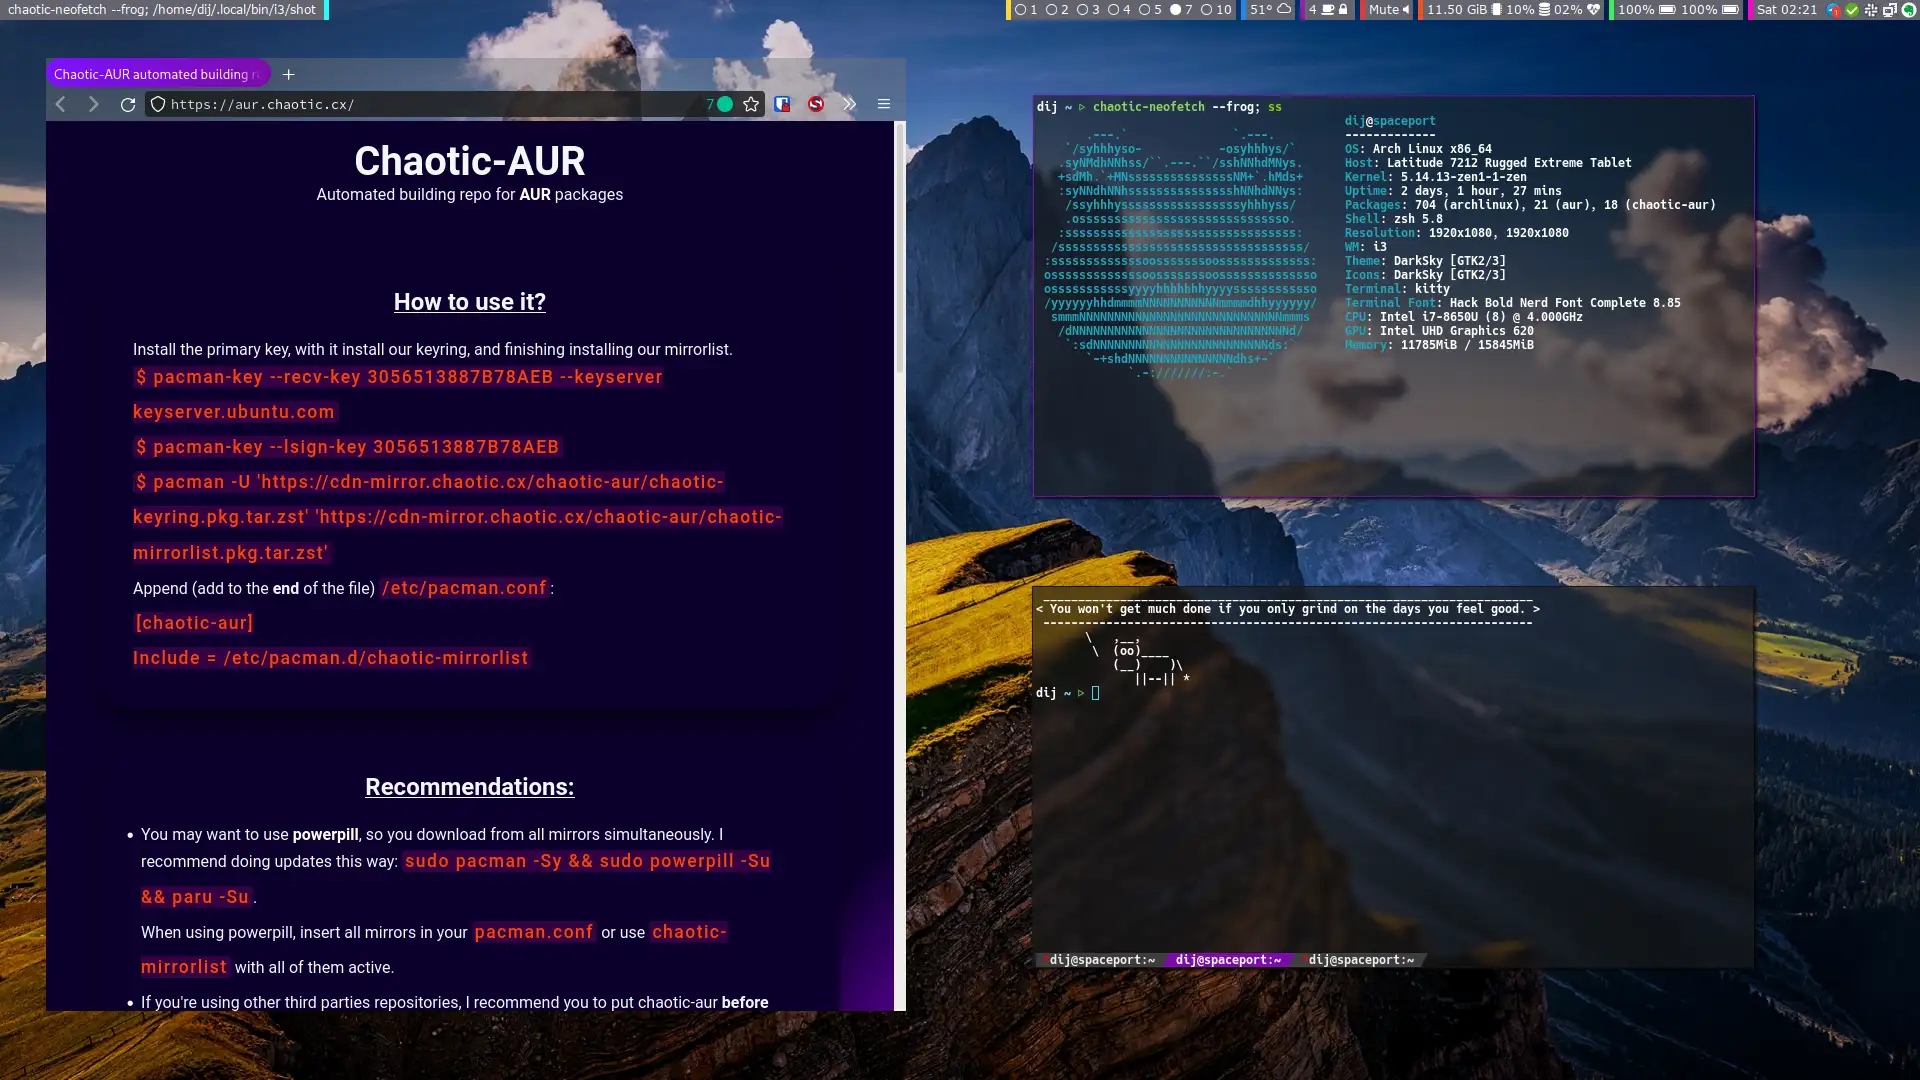 chaotic-neofetch --frog; /home/dij/.local/bin/i3/shot
1 2 3 4 5 7 10 51° 4 Mute 11.50 GiB 10% 02% 100% 100% Sat 02:21
Chaotic-AUR automated building r
https://aur.chaotic.cx/ 7
Chaotic-AUR
Automated building repo for AUR packages
How to use it?
Install the primary key, with it install our keyring, and finishing installing our mirrorlist.
$ pacman-key --recv-key 3056513887B78AEB --keyserver
keyserver.ubuntu.com
$ pacman-key --lsign-key 3056513887B78AEB
$ pacman -U 'https://cdn-mirror.chaotic.cx/chaotic-aur/chaotic-
keyring.pkg.tar.zst' 'https://cdn-mirror.chaotic.cx/chaotic-aur/chaotic-
mirrorlist.pkg.tar.zst'
Append (add to the end of the file) /etc/pacman.conf:
[chaotic-aur]
Include = /etc/pacman.d/chaotic-mirrorlist
Recommendations:
• You may want to use powerpill, so you download from all mirrors simultaneously. I
recommend doing updates this way: sudo pacman -Sy && sudo powerpill -Su
&& paru -Su.
When using powerpill, insert all mirrors in your pacman.conf or use chaotic-
mirrorlist with all of them active.
• If you're using other third parties repositories, I recommend you to put chaotic-aur before
dij ~ ▷ chaotic-neofetch --frog; ss
dij@spaceport
-------------
OS: Arch Linux x86_64
Host: Latitude 7212 Rugged Extreme Tablet
Kernel: 5.14.13-zen1-1-zen
Uptime: 2 days, 1 hour, 27 mins
Packages: 704 (archlinux), 21 (aur), 18 (chaotic-aur)
Shell: zsh 5.8
Resolution: 1920x1080, 1920x1080
WM: i3
Theme: DarkSky [GTK2/3]
Icons: DarkSky [GTK2/3]
Terminal: kitty
Terminal Font: Hack Bold Nerd Font Complete 8.85
CPU: Intel i7-8650U (8) @ 4.000GHz
GPU: Intel UHD Graphics 620
Memory: 11785MiB / 15845MiB
< You won't get much done if you only grind on the days you feel good. >
dij ~ ▷
*dij@spaceport:~ dij@spaceport:~ *dij@spaceport:~